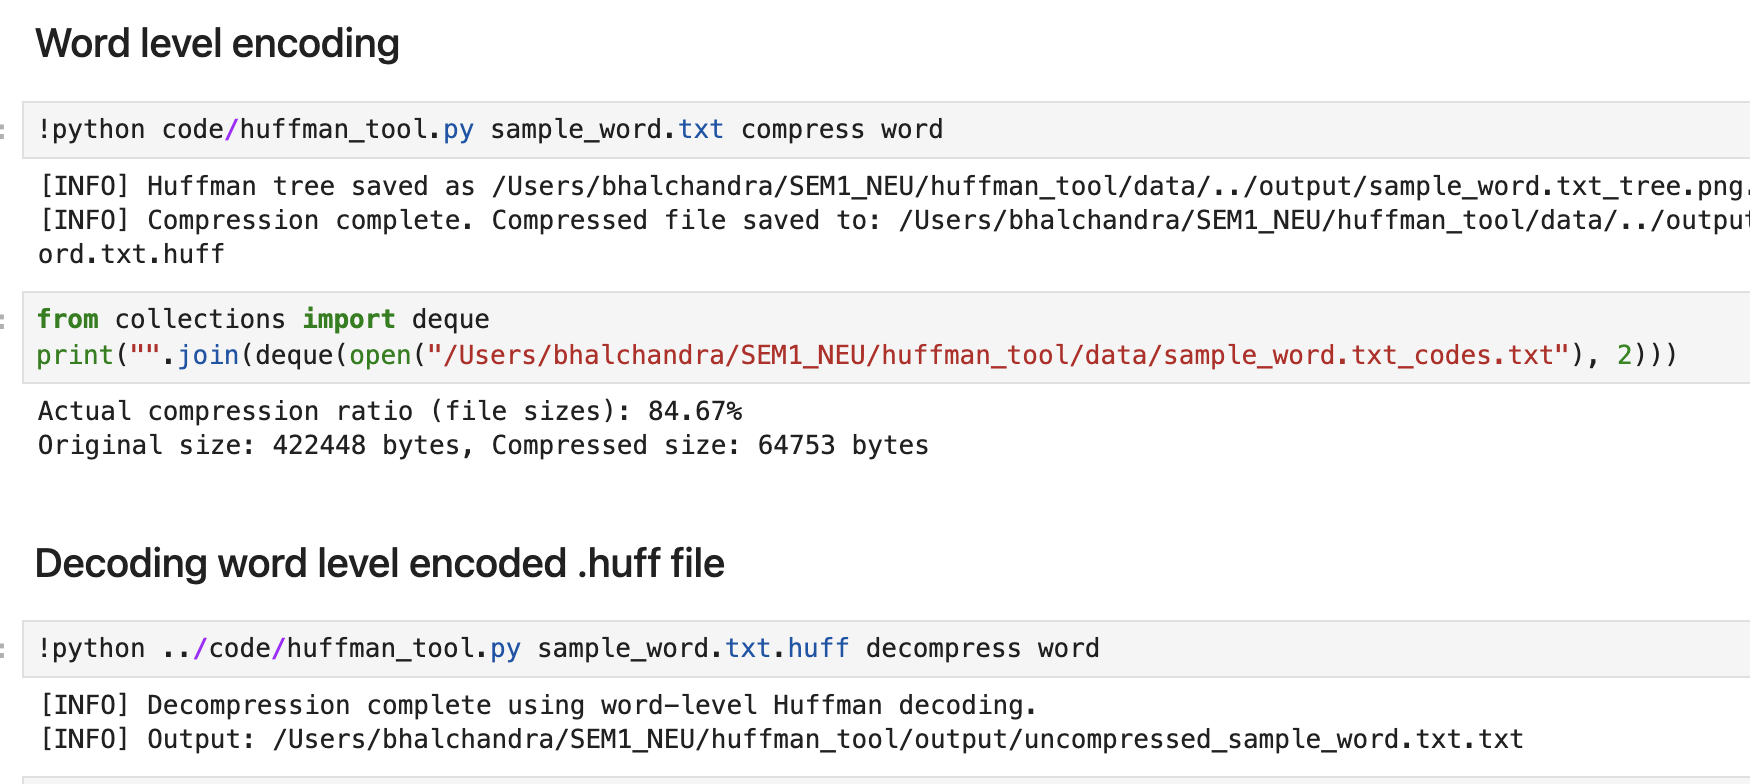 Word level encoding
!python code/huffman_tool.py sample_word.txt compress word
[INFO] Huffman tree saved as /Users/bhalchandra/SEM1_NEU/huffman_tool/data/../output/sample_word.txt_tree.png.
[INFO] Compression complete. Compressed file saved to: /Users/bhalchandra/SEM1_NEU/huffman_tool/data/../output
ord.txt.huff
from collections import deque
print("".join(deque(open("/Users/bhalchandra/SEM1_NEU/huffman_tool/data/sample_word.txt_codes.txt"), 2)))
Actual compression ratio (file sizes): 84.67%
Original size: 422448 bytes, Compressed size: 64753 bytes
Decoding word level encoded .huff file
!python ../code/huffman_tool.py sample_word.txt.huff decompress word
[INFO] Decompression complete using word-level Huffman decoding.
[INFO] Output: /Users/bhalchandra/SEM1_NEU/huffman_tool/output/uncompressed_sample_word.txt.txt